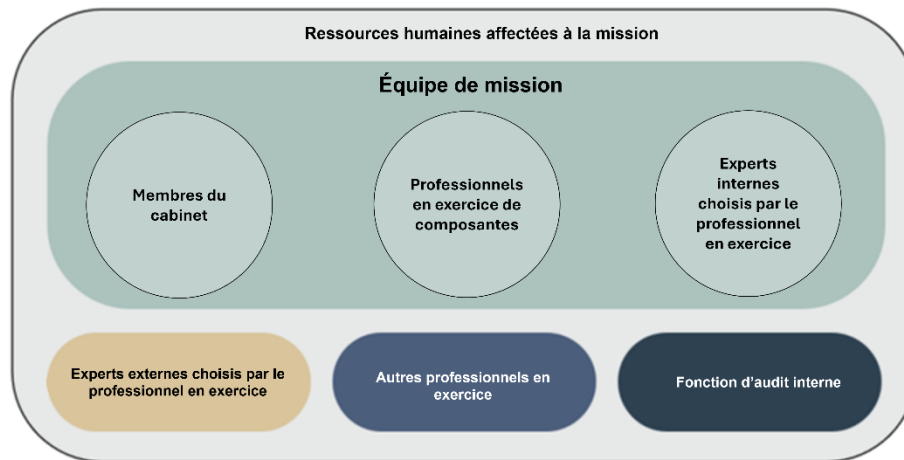 Ressources humaines affectées à la mission
Équipe de mission
Membres du
cabinet
Professionnels
en exercice de
composantes
Experts
internes
choisis par le
professionnel
en exercice
Experts externes choisis par le
professionnel en exercice
Autres professionnels en
exercice
Fonction d'audit interne